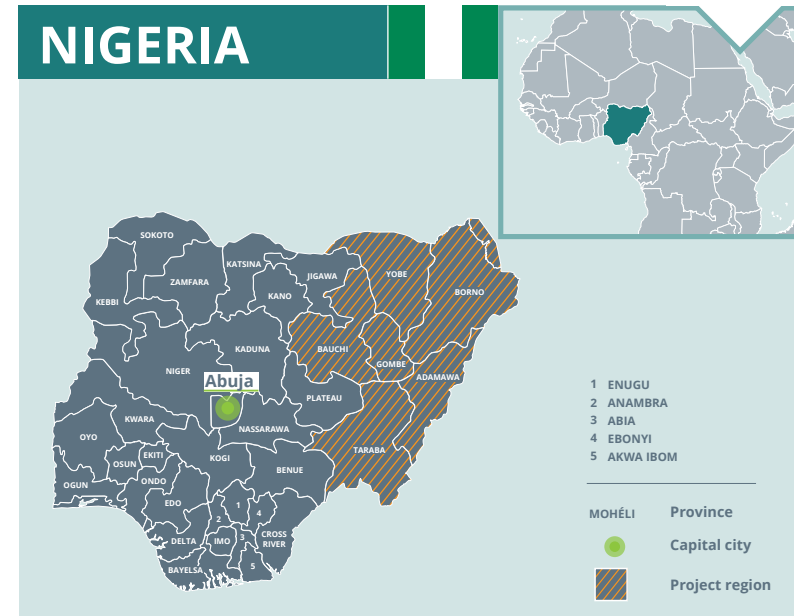 NIGERIA
SOKOTO
KATSINA
ZAMFARA
JIGAWA
YOBE
KANO
BORNO
KEBBI
KADUNA
BAUCHI
GOMBE
NIGER
ADAMAWA
Abuja
PLATEAU
KWARA
NASSARAWA
OYO
TARABA
EKITI
KOGI
OSUN
BENUE
OGUN
ONDO
EDO
1
4
2
DELTA
IMO
3
CROSS
RIVER
BAYELSA
5
1 ENUGU
2 ANAMBRA
3 ABIA
4 EBONYI
5 AKWA IBOM
MOHÉLI Province
Capital city
Project region